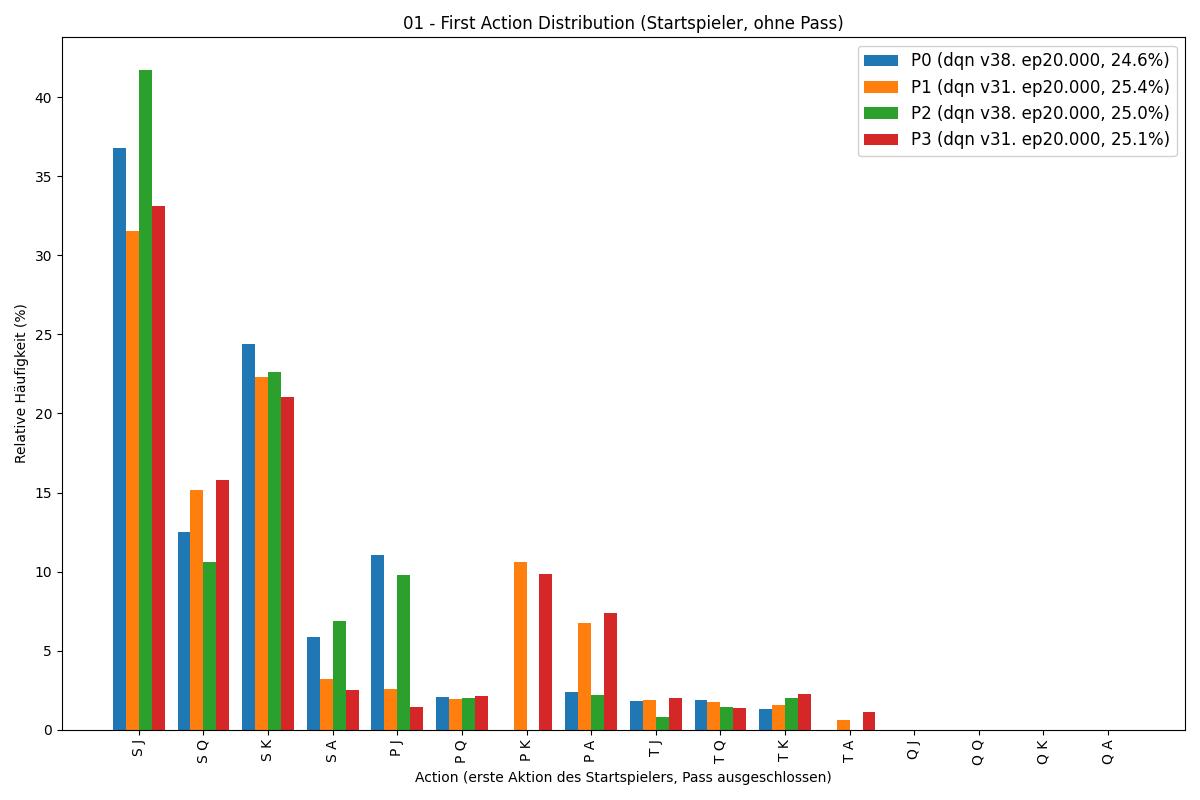 01 - First Action Distribution (Startspieler, ohne Pass)
P0 (dqn v38. ep20.000, 24.6%)
P1 (dqn v31. ep20.000, 25.4%)
P2 (dqn v38. ep20.000, 25.0%)
P3 (dqn v31. ep20.000, 25.1%)
Relative Häufigkeit (%)
40
35
30
25
20
15
10
5
0
S J
S Q
S K
S A
P J
P Q
P K
P A
T J
T Q
T K
T A
Q J
Q Q
Q K
Q A
Action (erste Aktion des Startspielers, Pass ausgeschlossen)